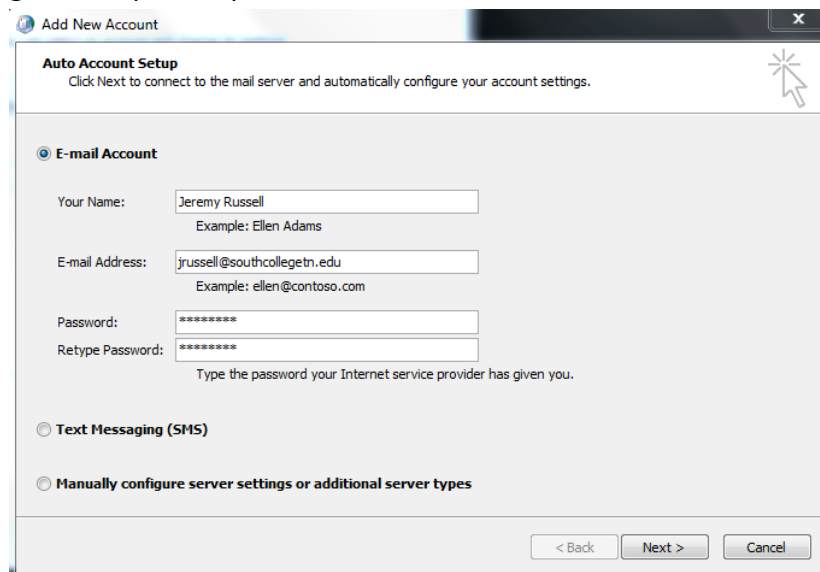 Add New Account
x
Auto Account Setup
Click Next to connect to the mail server and automatically configure your account settings.
E-mail Account
Your Name: Jeremy Russell
Example: Ellen Adams
E-mail Address: jrussell@southcollegetn.edu
Example: ellen@contoso.com
Password: ********
Retype Password: ********
Type the password your Internet service provider has given you.
Text Messaging (SMS)
Manually configure server settings or additional server types
< Back Next > Cancel